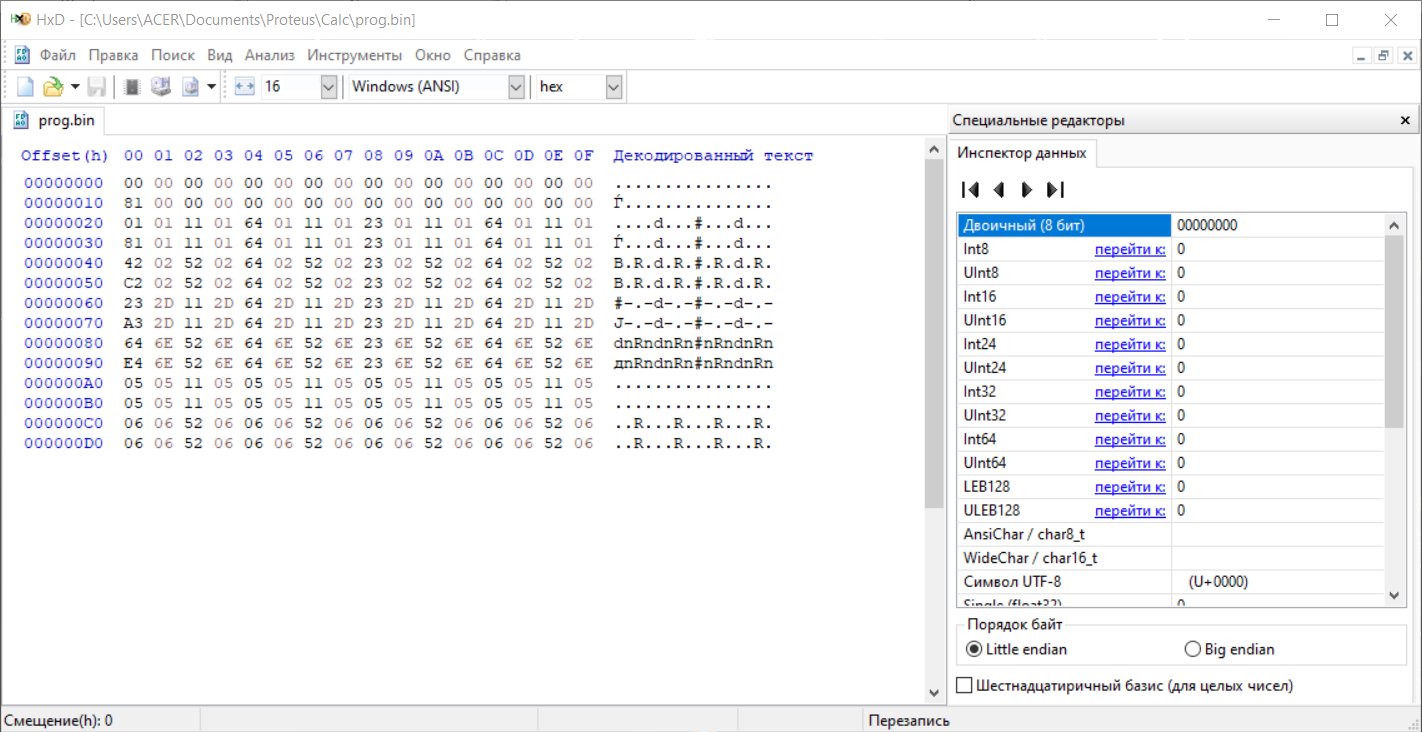 HxD - [C:\Users\ACER\Documents\Proteus\Calc\prog.bin]
Файл Правка Поиск Вид Анализ Инструменты Окно Справка
16 Windows (ANSI) hex
prog.bin
Offset(h) 00 01 02 03 04 05 06 07 08 09 0A 0B 0C 0D 0E 0F Декодированный текст
00000000 00 00 00 00 00 00 00 00 00 00 00 00 00 00 00 00 ................
00000010 81 00 00 00 00 00 00 00 00 00 00 00 00 00 00 00 Ѓ...............
00000020 01 01 11 01 64 01 11 01 23 01 11 01 64 01 11 01 ....d...#...d...
00000030 81 01 11 01 64 01 11 01 23 01 11 01 64 01 11 01 Ѓ...d...#...d...
00000040 42 02 52 02 64 02 52 02 23 02 52 02 64 02 52 02 B.R.d.R.#.R.d.R.
00000050 C2 02 52 02 64 02 52 02 23 02 52 02 64 02 52 02 В.R.d.R.#.R.d.R.
00000060 23 2D 11 2D 64 2D 11 2D 23 2D 11 2D 64 2D 11 2D #-.-d-.-#-.-d-.-
00000070 A3 2D 11 2D 64 2D 11 2D 23 2D 11 2D 64 2D 11 2D Ј-.-d-.-#-.-d-.-
00000080 64 6E 52 6E 64 6E 52 6E 23 6E 52 6E 64 6E 52 6E dnRndnRn#nRndnRn
00000090 E4 6E 52 6E 64 6E 52 6E 23 6E 52 6E 64 6E 52 6E дnRndnRn#nRndnRn
000000A0 05 05 11 05 05 05 11 05 05 05 11 05 05 05 11 05 ................
000000B0 05 05 11 05 05 05 11 05 05 05 11 05 05 05 11 05 ................
000000C0 06 06 52 06 06 06 52 06 06 06 52 06 06 06 52 06 ..R...R...R...R.
000000D0 06 06 52 06 06 06 52 06 06 06 52 06 06 06 52 06 ..R...R...R...R.
Специальные редакторы
Инспектор данных
Двоичный (8 бит) 00000000
Int8 перейти к: 0
UInt8 перейти к: 0
Int16 перейти к: 0
UInt16 перейти к: 0
Int24 перейти к: 0
UInt24 перейти к: 0
Int32 перейти к: 0
UInt32 перейти к: 0
Int64 перейти к: 0
UInt64 перейти к: 0
LEB128 перейти к: 0
ULEB128 перейти к: 0
AnsiChar / char8_t
WideChar / char16_t
Символ UTF-8 (U+0000)
Single (float32) 0
Порядок байт
Little endian Big endian
Шестнадцатиричный базис (для целых чисел)
Смещение(h): 0 Перезапись